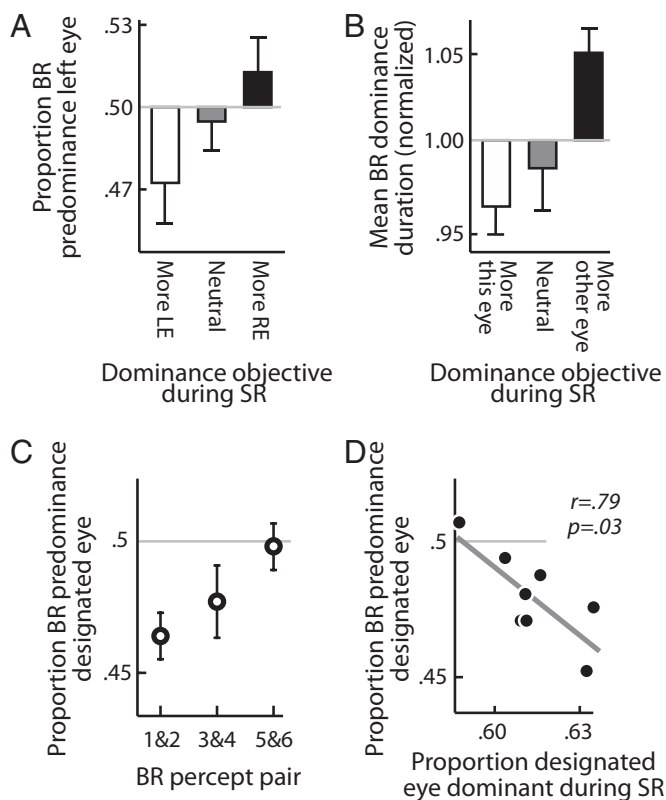 A
Proportion BR
predominance left eye
.53
.50
.47
More LE
Neutral
More RE
Dominance objective
during SR
B
Mean BR dominance
duration (normalized)
1.05
1.00
.95
More
this eye
Neutral
More
other eye
Dominance objective
during SR
C
Proportion BR predominance
designated eye
.5
.45
1&2
3&4
5&6
BR percept pair
D
Proportion BR predominance
designated eye
r=.79
p=.03
.5
.45
.60
.63
Proportion designated
eye dominant during SR